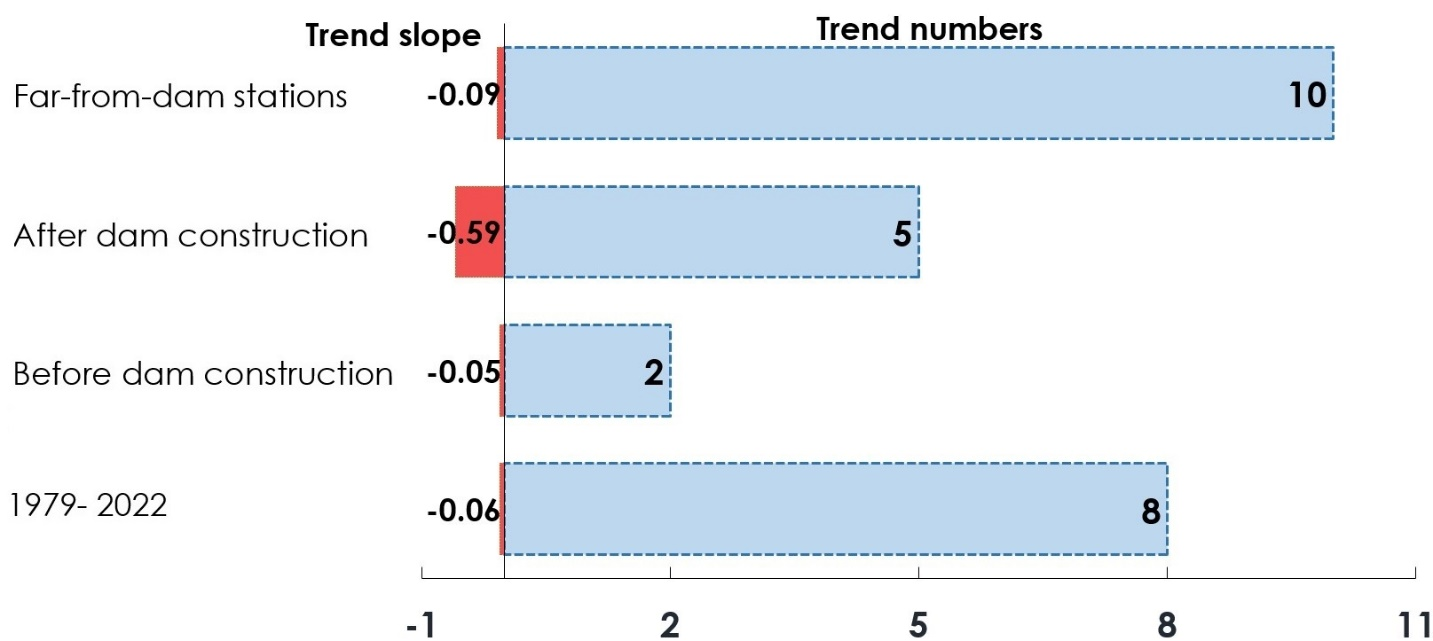 Trend slope
Trend numbers
Far-from-dam stations
-0.09
10
After dam construction
-0.59
5
Before dam construction
-0.05
2
1979- 2022
-0.06
8
-1 2 5 8 11